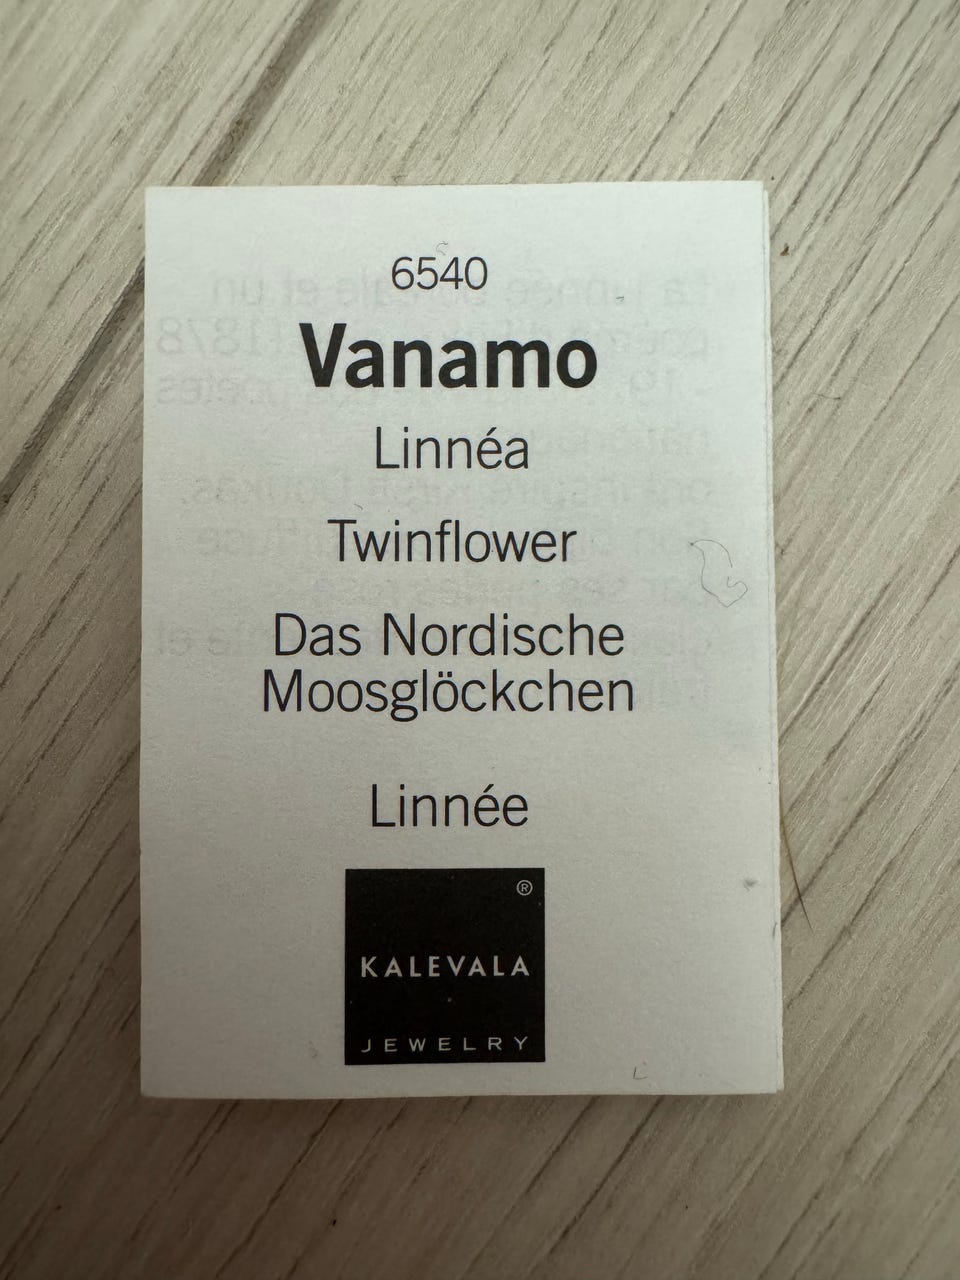 6540
Vanamo
Linnéa
Twinflower
Das Nordische
Moosglöckchen
Linnée
®
KALEVALA
JEWELRY